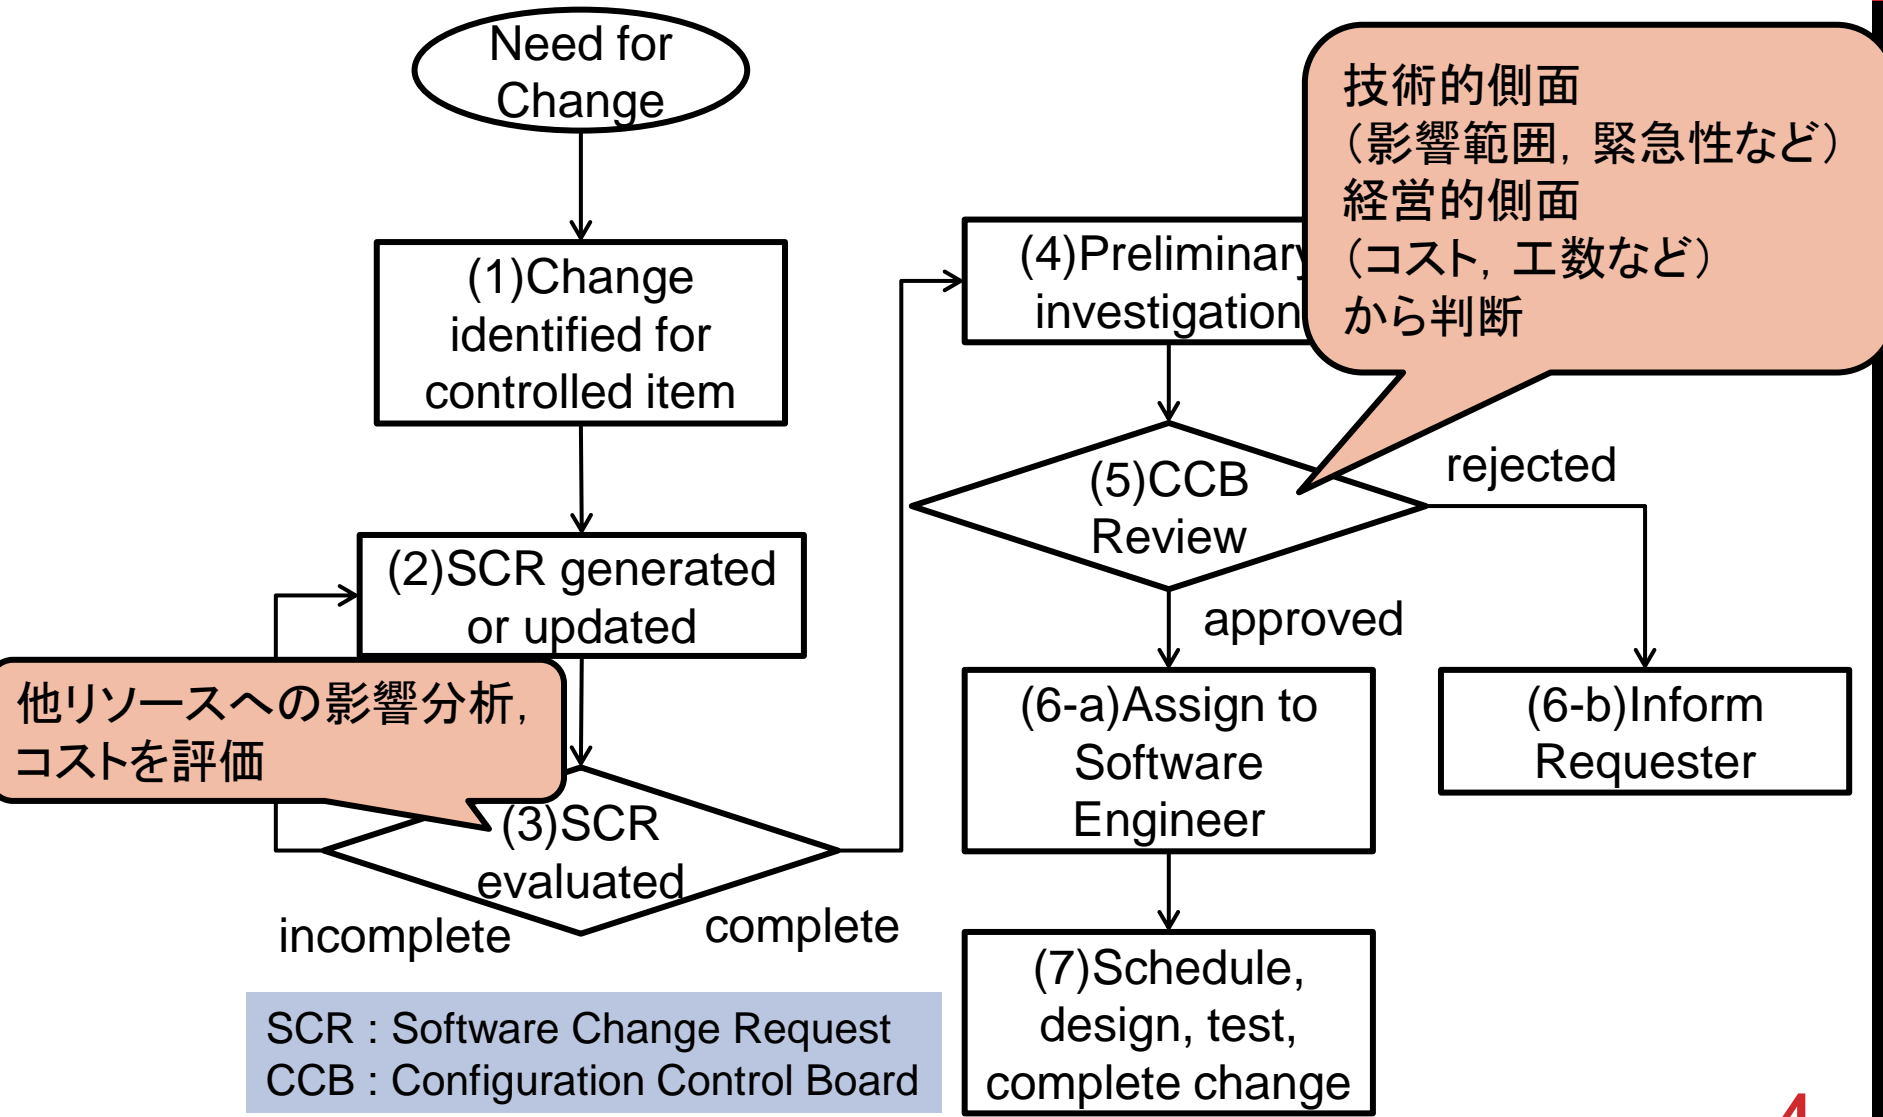 Need for
Change
(1)Change
identified for
controlled item
(2)SCR generated
or updated
他リソースへの影響分析,
コストを評価
(3)SCR
evaluated
incomplete
complete
SCR : Software Change Request
CCB : Configuration Control Board
(4)Preliminary
investigation
技術的側面
（影響範囲, 緊急性など）
経営的側面
（コスト, 工数など）
から判断
(5)CCB
Review
rejected
approved
(6-a)Assign to
Software
Engineer
(6-b)Inform
Requester
(7)Schedule,
design, test,
complete change